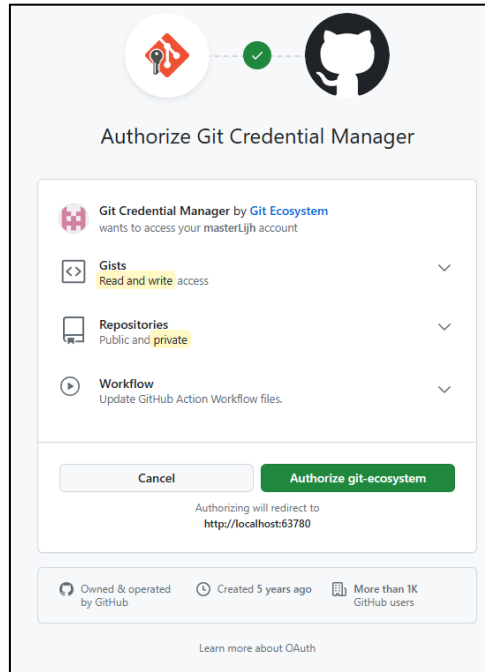 Authorize Git Credential Manager
Git Credential Manager by Git Ecosystem
wants to access your masterLijh account
Gists
Read and write access
Repositories
Public and private
Workflow
Update GitHub Action Workflow files.
Cancel
Authorize git-ecosystem
Authorizing will redirect to
http://localhost:63780
Owned & operated
by GitHub
Created 5 years ago
More than 1K
GitHub users
Learn more about OAuth